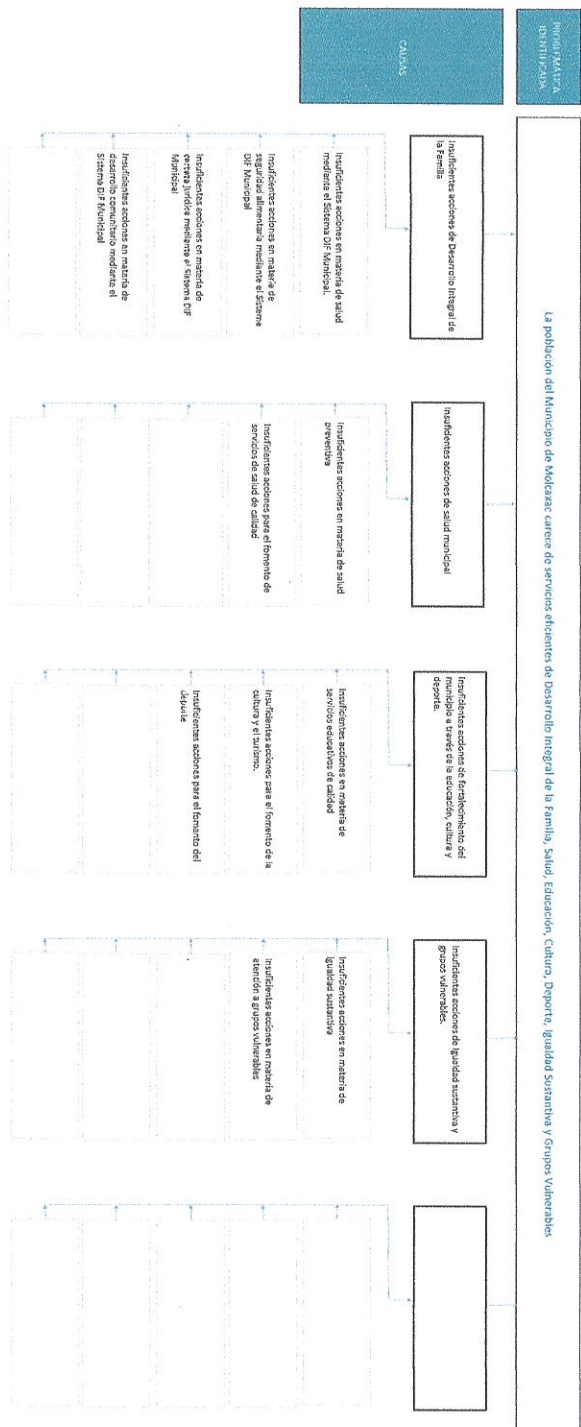 PROBLEMÁTICA
IDENTIFICADA
La población del Municipio de Molcaxac carece de servicios eficientes de Desarrollo Integral de la Familia, Salud, Educación, Cultura, Deporte, Igualdad Sustantiva y Grupos Vulnerables
CAUSAS
Insuficientes acciones de Desarrollo Integral de
la Familia
Insuficientes acciones en materia de salud
mediante el Sistema DIF Municipal.
Insuficientes acciones en materia de
seguridad alimentaria mediante el Sistema
DIF Municipal
Insuficientes acciones en materia de
certeza jurídica mediante el Sistema DIF
Municipal
Insuficientes acciones en materia de
desarrollo comunitario mediante el
Sistema DIF Municipal
Insuficientes acciones de salud municipal
Insuficientes acciones en materia de salud
preventiva
Insuficientes acciones para el fomento de
servicios de salud de calidad
Insuficientes acciones de fortalecimiento del
municipio a través de la educación, cultura y
deporte.
Insuficientes acciones en materia de
servicios educativos de calidad
Insuficientes acciones para el fomento de la
cultura y el turismo.
Insuficientes acciones para el fomento del
deporte
Insuficientes acciones de Igualdad sustantiva y
grupos vulnerables.
Insuficientes acciones en materia de
Igualdad sustantiva
Insuficientes acciones en materia de
atención a grupos vulnerables